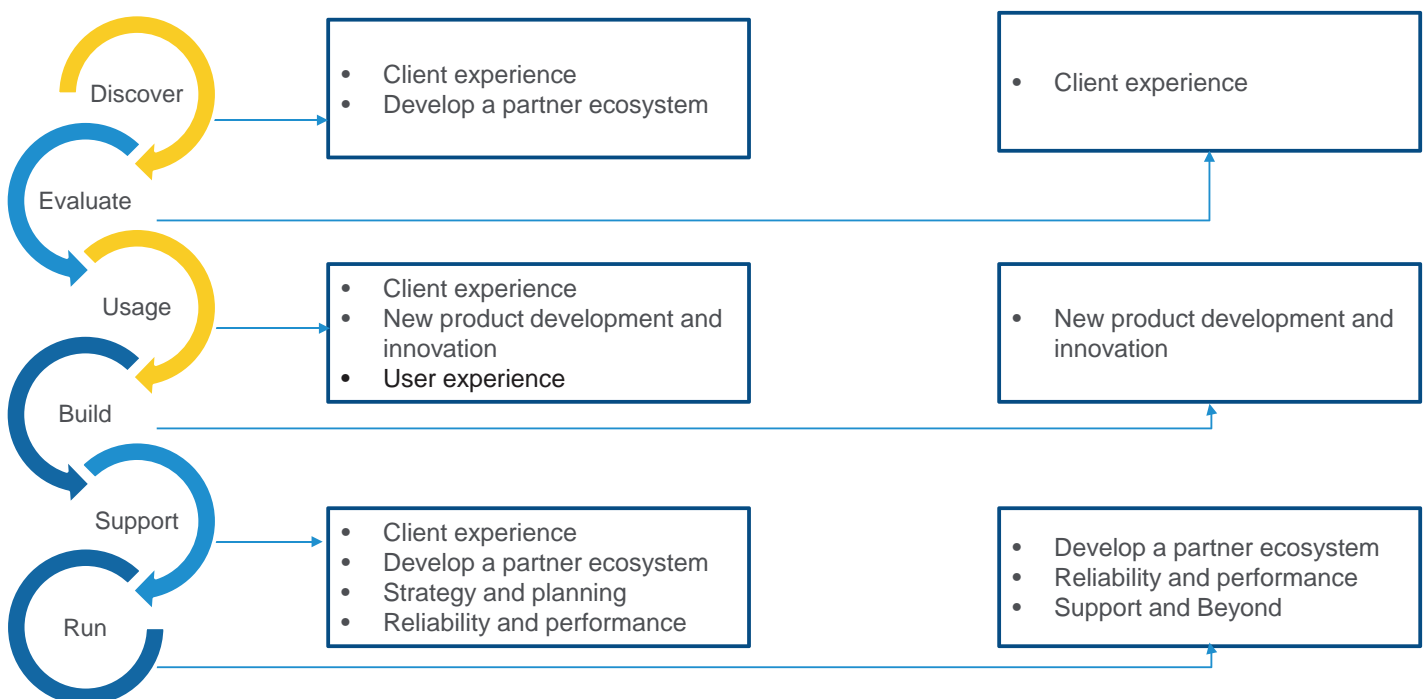 Discover
• Client experience
• Develop a partner ecosystem
• Client experience
Evaluate
Usage
• Client experience
• New product development and
innovation
• User experience
• New product development and
innovation
Build
Support
• Client experience
• Develop a partner ecosystem
• Strategy and planning
• Reliability and performance
• Develop a partner ecosystem
• Reliability and performance
• Support and Beyond
Run